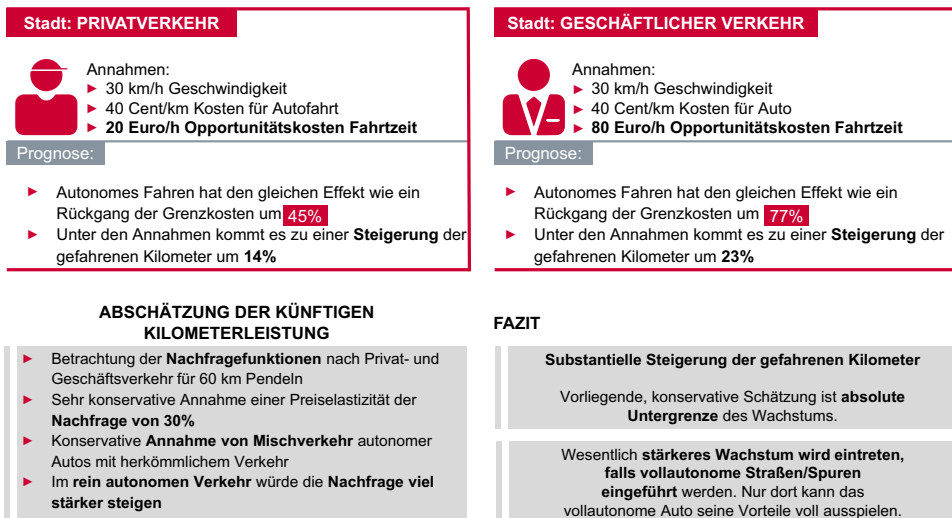 Stadt: PRIVATVERKEHR
Annahmen:
► 30 km/h Geschwindigkeit
► 40 Cent/km Kosten für Autofahrt
► 20 Euro/h Opportunitätskosten Fahrtzeit
Prognose:
► Autonomes Fahren hat den gleichen Effekt wie ein
Rückgang der Grenzkosten um 45%
► Unter den Annahmen kommt es zu einer Steigerung der
gefahrenen Kilometer um 14%
Stadt: GESCHÄFTLICHER VERKEHR
Annahmen:
► 30 km/h Geschwindigkeit
► 40 Cent/km Kosten für Auto
► 80 Euro/h Opportunitätskosten Fahrtzeit
Prognose:
► Autonomes Fahren hat den gleichen Effekt wie ein
Rückgang der Grenzkosten um 77%
► Unter den Annahmen kommt es zu einer Steigerung der
gefahrenen Kilometer um 23%
ABSCHÄTZUNG DER KÜNFTIGEN
KILOMETERLEISTUNG
► Betrachtung der Nachfragefunktionen nach Privat- und
Geschäftsverkehr für 60 km Pendeln
► Sehr konservative Annahme einer Preiselastizität der
Nachfrage von 30%
► Konservative Annahme von Mischverkehr autonomer
Autos mit herkömmlichem Verkehr
► Im rein autonomen Verkehr würde die Nachfrage viel
stärker steigen
FAZIT
Substantielle Steigerung der gefahrenen Kilometer
Vorliegende, konservative Schätzung ist absolute
Untergrenze des Wachstums.
Wesentlich stärkeres Wachstum wird eintreten,
falls vollautonome Straßen/Spuren
eingeführt werden. Nur dort kann das
vollautonome Auto seine Vorteile voll ausspielen.